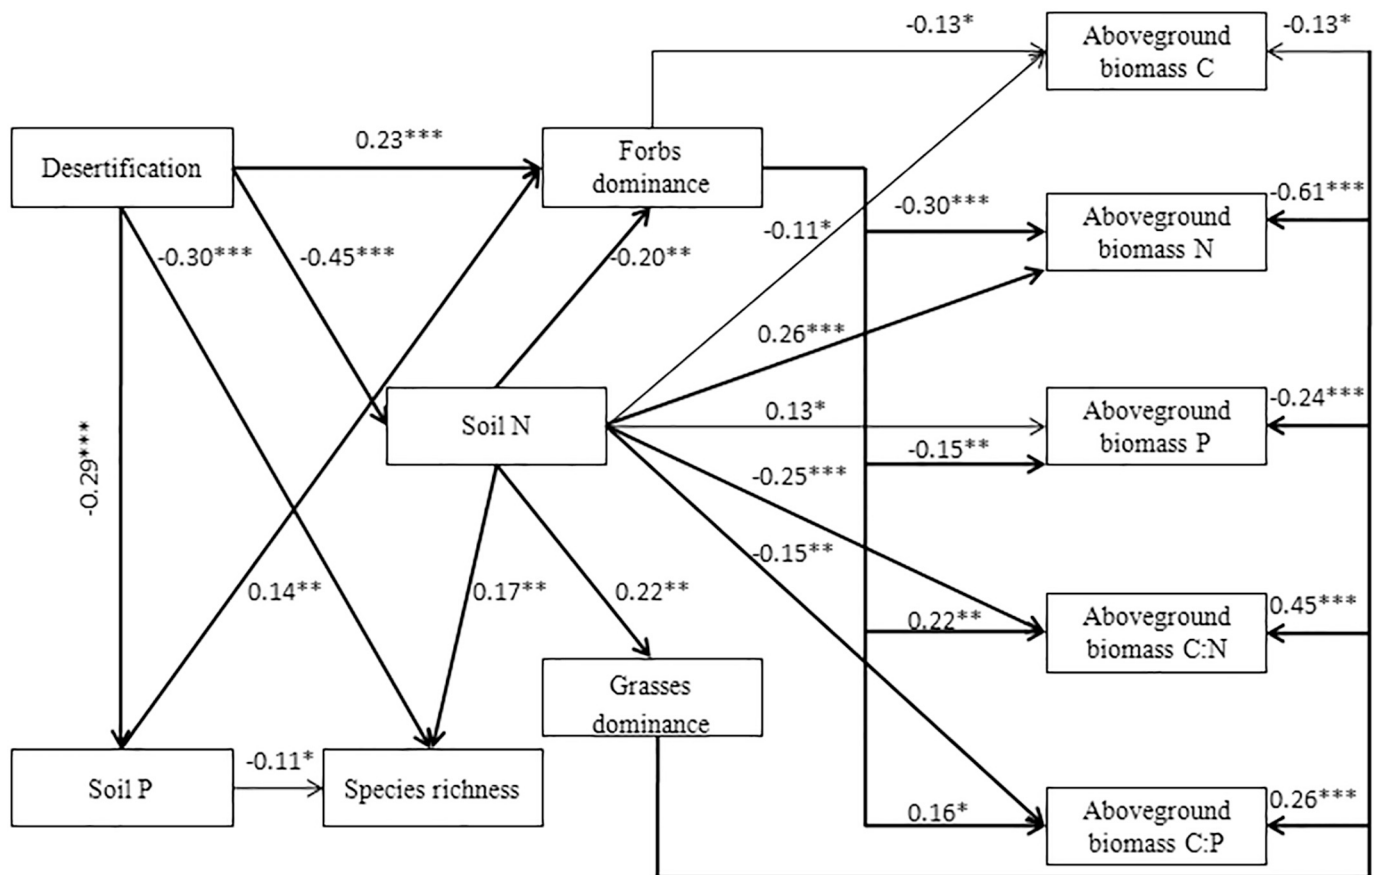 -0.13*
Aboveground
biomass C
-0.13*
Desertification
0.23***
Forbs
dominance
-0.30***
-0.45***
-0.20**
-0.11*
-0.30***
Aboveground
biomass N
-0.61***
0.26***
Soil N
0.13*
Aboveground
biomass P
-0.24***
-0.15**
-0.29***
-0.25***
-0.15**
0.14**
0.17**
0.22**
0.22**
Aboveground
biomass C:N
0.45***
Grasses
dominance
Soil P
-0.11*
Species richness
0.16*
Aboveground
biomass C:P
0.26***